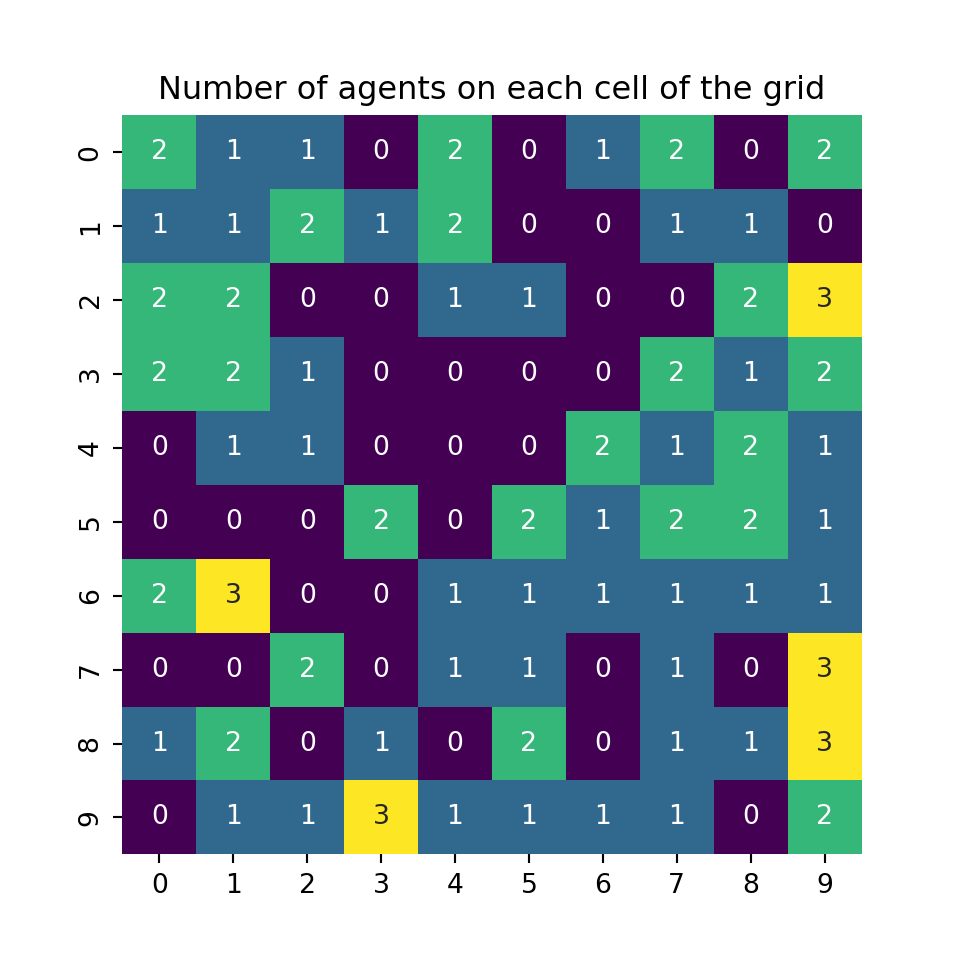 Number of agents on each cell of the grid
0 2 1 1 0 2 0 1 2 0 2
1 1 1 2 1 2 0 0 1 1 0
2 2 2 0 0 1 1 0 0 2 3
3 2 2 1 0 0 0 0 2 1 2
4 0 1 1 0 0 0 2 1 2 1
5 0 0 0 2 0 2 1 2 2 1
6 2 3 0 0 1 1 1 1 1 1
7 0 0 2 0 1 1 0 1 0 3
8 1 2 0 1 0 2 0 1 1 3
9 0 1 1 3 1 1 1 1 0 2
0 1 2 3 4 5 6 7 8 9